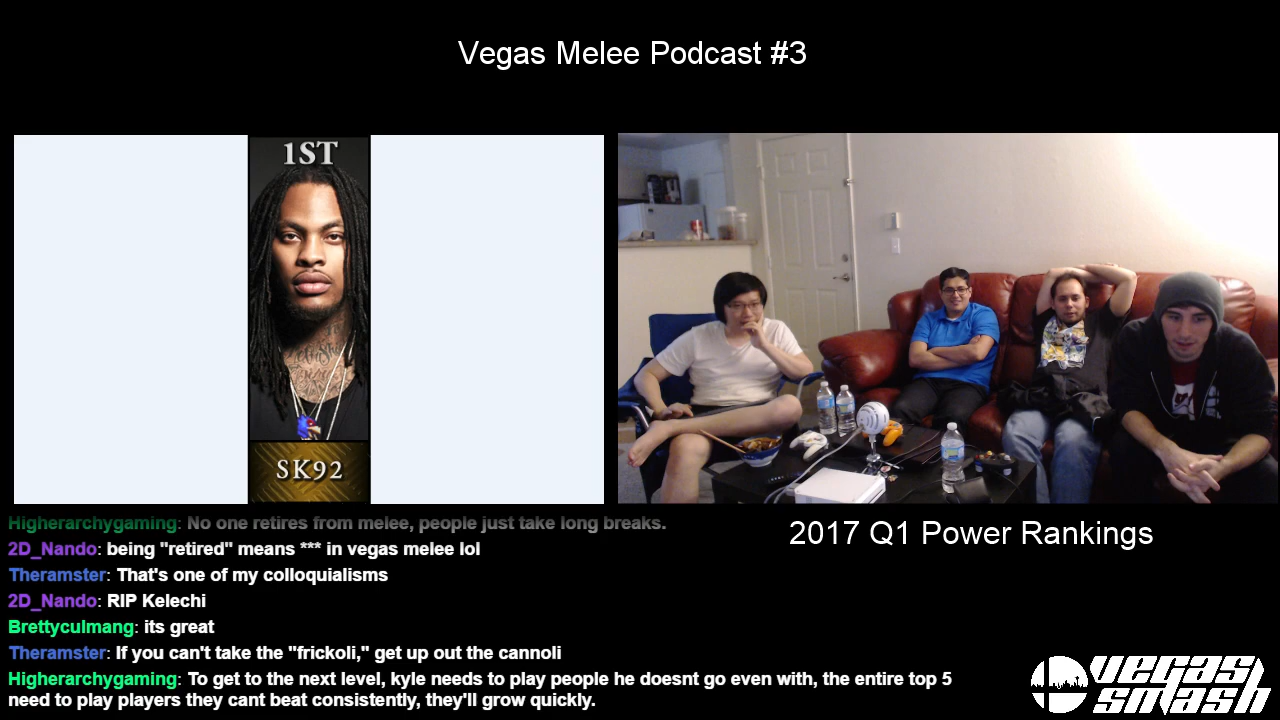 Vegas Melee Podcast #3
1ST
SK92
Higherarchygaming: No one retires from melee, people just take long breaks.
2D_Nando: being "retired" means *** in vegas melee lol
Theramster: That's one of my colloquialisms
2D_Nando: RIP Kelechi
Brettyculmang: its great
Theramster: If you can't take the "frickoli," get up out the cannoli
Higherarchygaming: To get to the next level, kyle needs to play people he doesnt go even with, the entire top 5
need to play players they cant beat consistently, they'll grow quickly.
2017 Q1 Power Rankings
VEGAS
SMASH